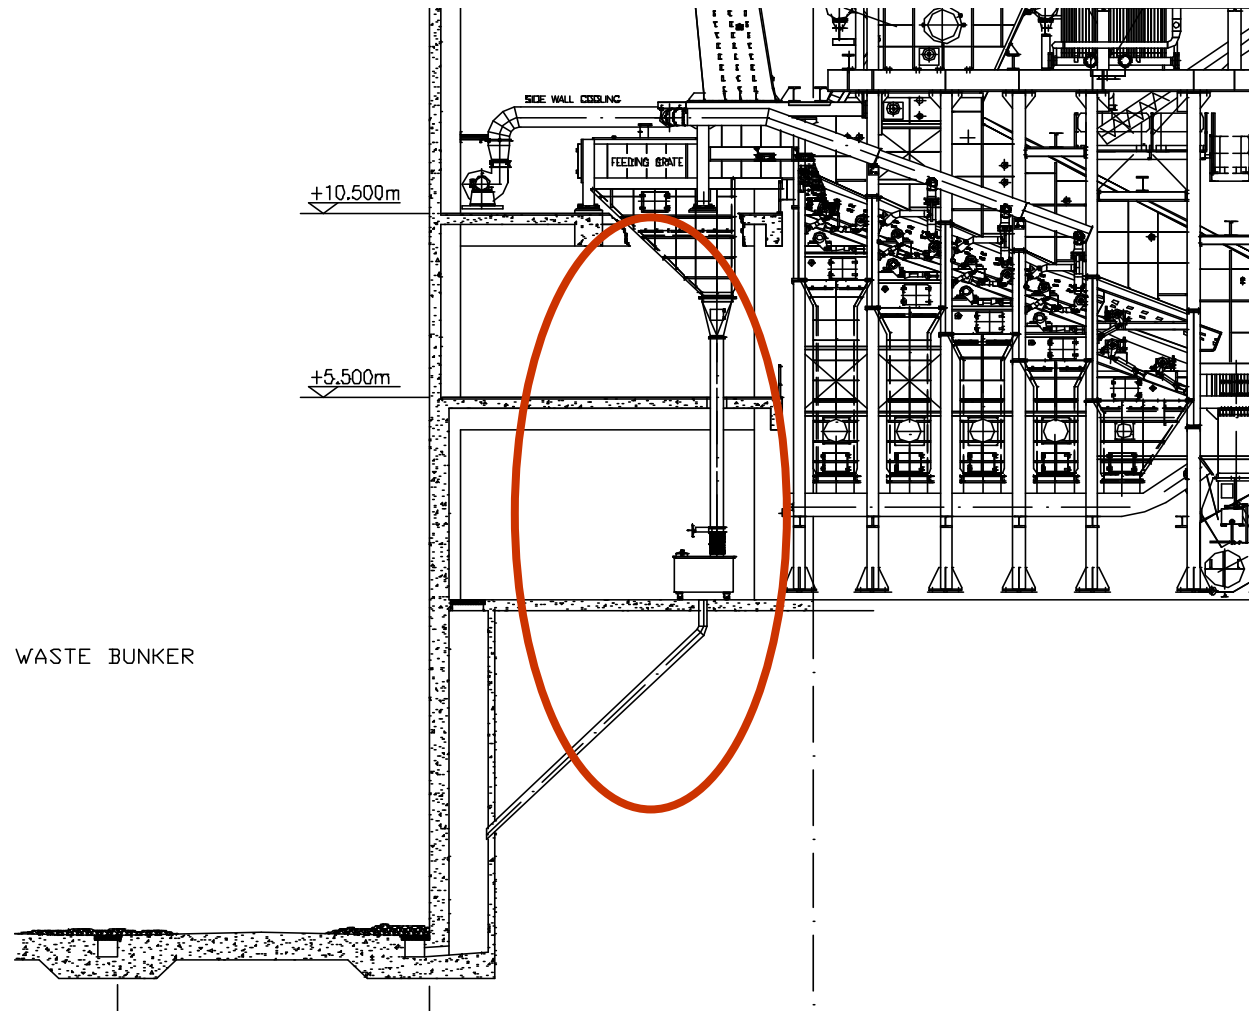 SIDE WALL COOLING
FEEDING GRATE
+10.500m
+5.500m
WASTE BUNKER